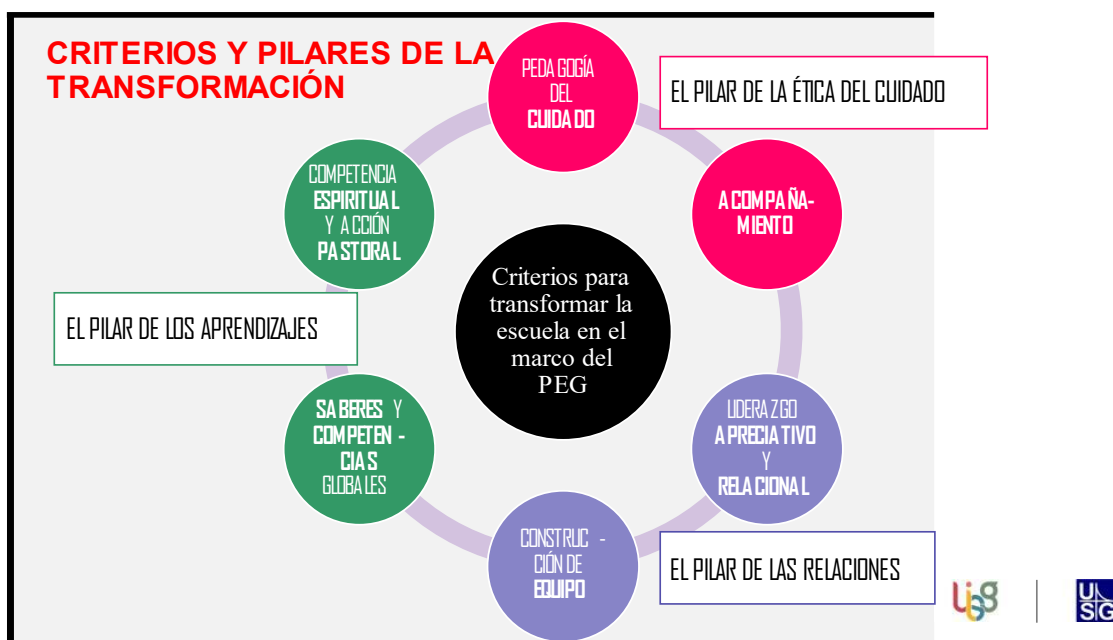 CRITERIOS Y PILARES DE LA
TRANSFORMACIÓN
PEDAGOGÍA
DEL
CUIDADO
EL PILAR DE LA ÉTICA DEL CUIDADO
COMPETENCIA
ESPIRITUAL
Y ACCIÓN
PASTORAL
ACOMPAÑA-
MIENTO
Criterios para
transformar la
escuela en el
marco del
PEG
EL PILAR DE LOS APRENDIZAJES
SABERES Y
COMPETEN -
CIAS
GLOBALES
LIDERAZGO
APRECIATIVO
Y
RELACIONAL
CONSTRUC -
CIÓN DE
EQUIPO
EL PILAR DE LAS RELACIONES
uisg
U
SG